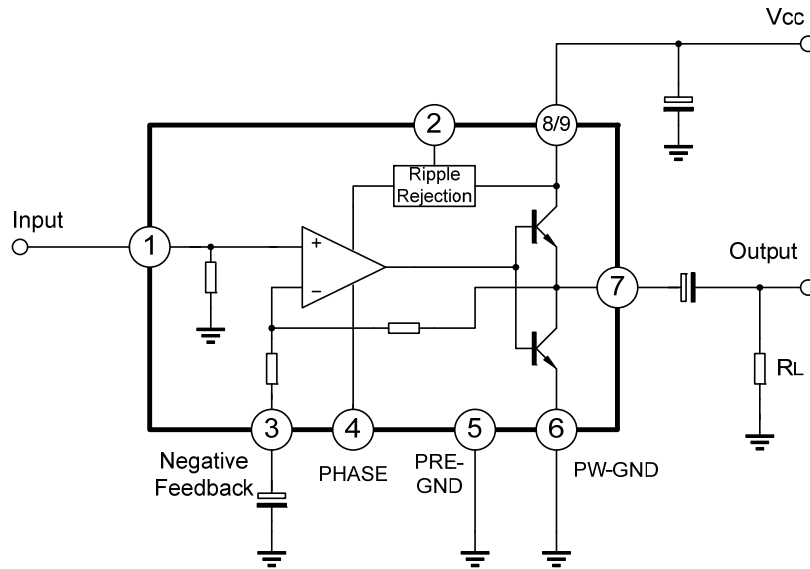 Vcc
2
8/9
Ripple
Rejection
Input
1
+
−
Output
7
RL
3
4
5
6
Negative
Feedback
PHASE
PRE-
GND
PW-GND